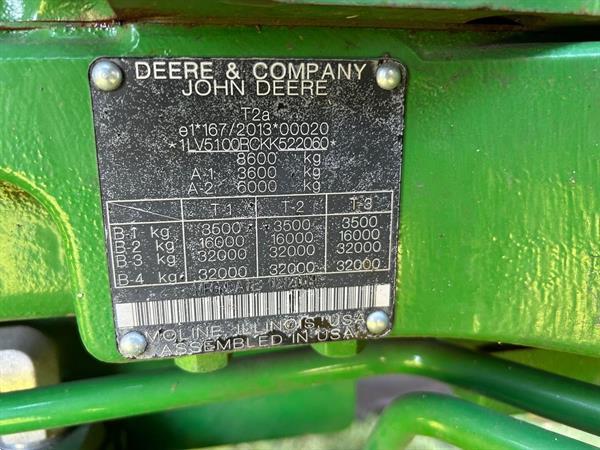 DEERE & COMPANY
JOHN DEERE
T2a
e1*167/2013*00020
*1LV5100RCKK522060*
8600 kg
A-1 3600 kg
A-2 6000 kg
T-1 T-2 T-3
B-1 kg 3500 3500 3500
B-2 kg 16000 16000 16000
B-3 kg 32000 32000 32000
B-4 kg 32000 32000 32000
MOLINE, ILLINOIS USA
ASSEMBLED IN USA